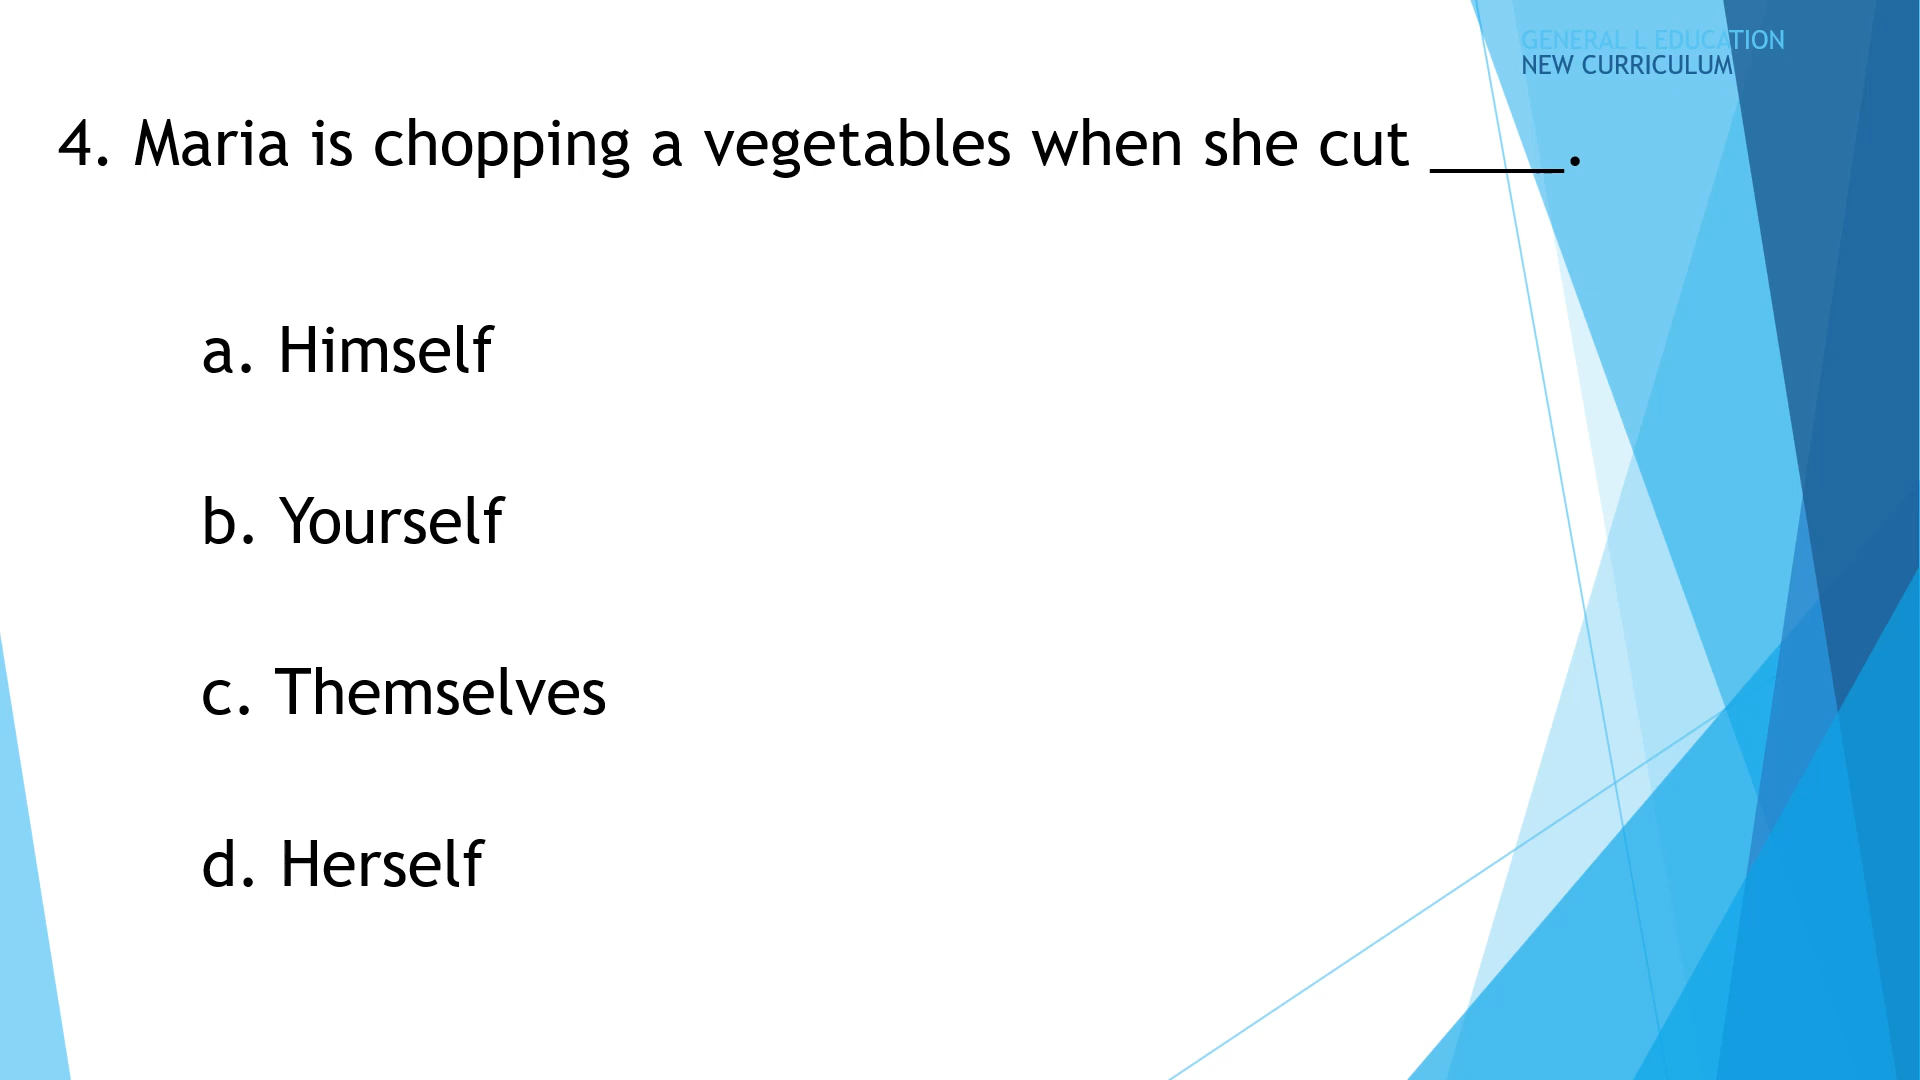 GENERAL L EDUCATION
NEW CURRICULUM
4. Maria is chopping a vegetables when she cut ____.
a. Himself
b. Yourself
c. Themselves
d. Herself